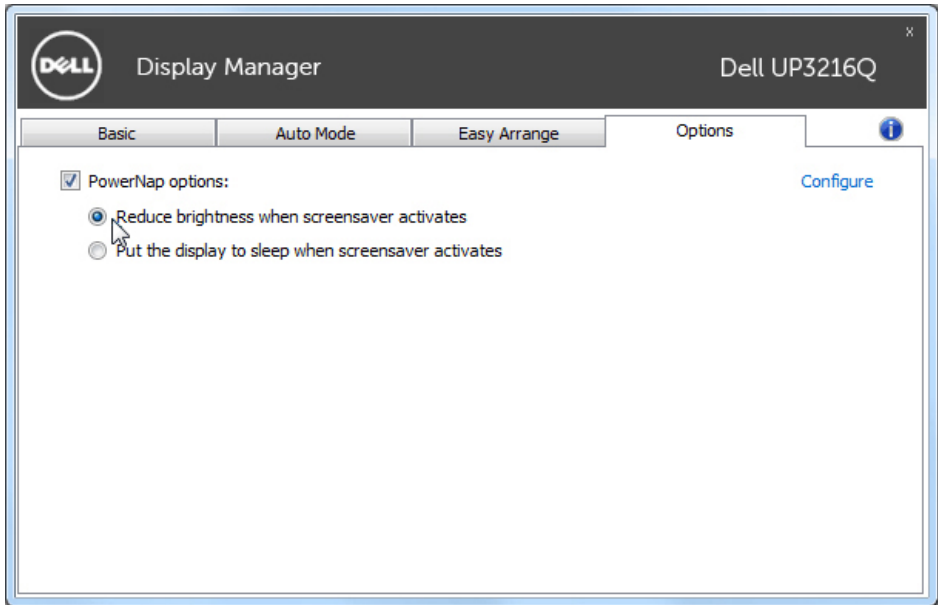 x
DELL Display Manager Dell UP3216Q
Basic Auto Mode Easy Arrange Options i
PowerNap options: Configure
Reduce brightness when screensaver activates
Put the display to sleep when screensaver activates